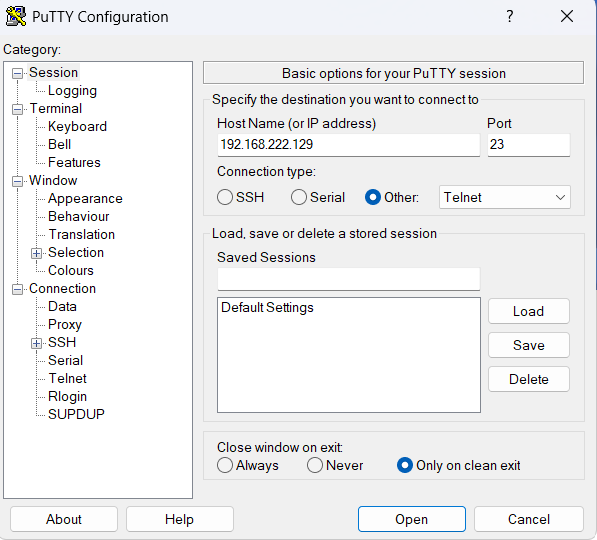 PuTTY Configuration
?
Category:
Session
Logging
Terminal
Keyboard
Bell
Features
Window
Appearance
Behaviour
Translation
Selection
Colours
Connection
Data
Proxy
SSH
Serial
Telnet
Rlogin
SUPDUP
Basic options for your PuTTY session
Specify the destination you want to connect to
Host Name (or IP address) Port
192.168.222.129 23
Connection type:
SSH Serial Other: Telnet
Load, save or delete a stored session
Saved Sessions
Default Settings
Load
Save
Delete
Close window on exit:
Always Never Only on clean exit
About Help Open Cancel